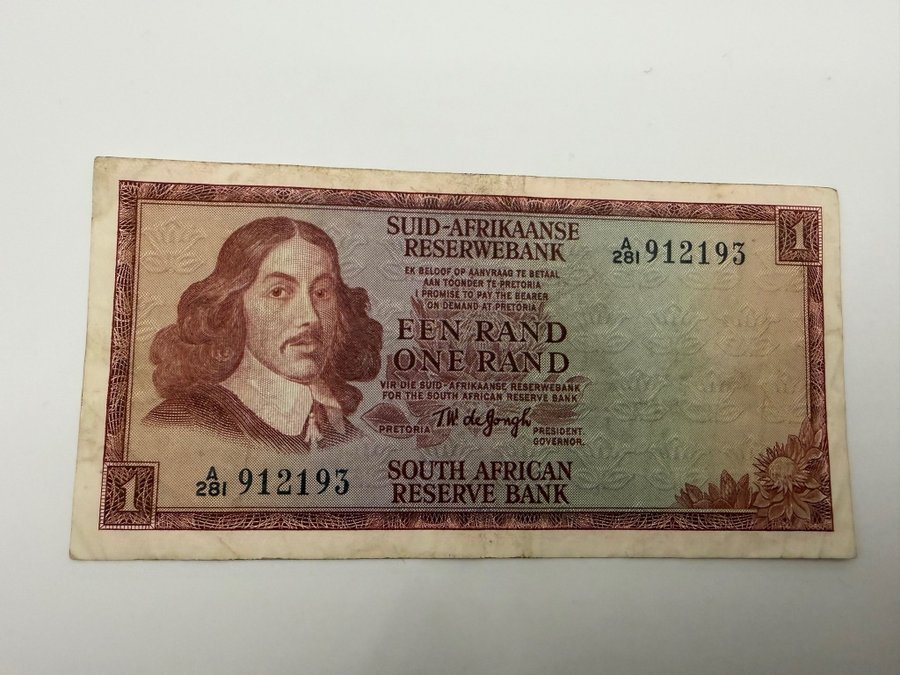 SUID-AFRIKAANSE
RESERWEBANK
A/281 912193
1
EK BELOOF OP AANVRAAG TE BETAAL
AAN TOONDER TE PRETORIA
I PROMISE TO PAY THE BEARER
ON DEMAND AT PRETORIA
EEN RAND
ONE RAND
VIR DIE SUID-AFRIKAANSE RESERWEBANK
FOR THE SOUTH AFRICAN RESERVE BANK
T.W. de Jongh
PRETORIA PRESIDENT.
GOVERNOR.
1
A/281 912193
SOUTH AFRICAN
RESERVE BANK